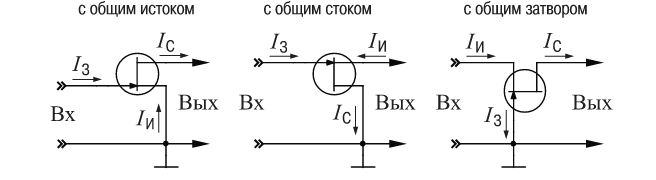 с общим истоком
с общим стоком
с общим затвором
IЗ
IС
Вх
IИ
Вых
IЗ
IИ
Вх
IС
Вых
IИ
IС
Вх
IЗ
Вых